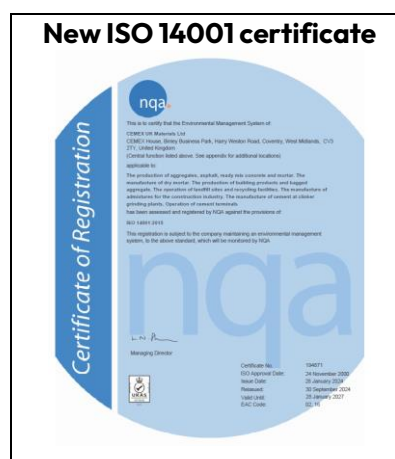 New ISO 14001 certificate
nqa.
This is to certify that the Environmental Management System of:
CEMEX UK Materials Ltd
CEMEX House, Binley Business Park, Harry Weston Road, Coventry, West Midlands, CV3
2TY, United Kingdom
(Central function listed above. See appendix for additional locations)
applicable to:
The production of aggregates, asphalt, ready mix concrete and mortar. The
manufacture of dry mortar. The production of building products and bagged
aggregate. The operation of landfill sites and recycling facilities. The manufacture of
admixtures for the construction industry. The manufacture of cement at clinker
grinding plants. Operation of cement terminals
has been assessed and registered by NQA against the provisions of:
ISO 14001:2015
This registration is subject to the company maintaining an environmental management
system, to the above standard, which will be monitored by NQA
nqa
Certificate of Registration
Managing Director
UKAS
Certificate No. 194071
ISO Approval Date: 24 November 2000
Issue Date: 2024
Reissued: 30 September 2024
Valid Until: January 2027
EAC Code: 02, 16